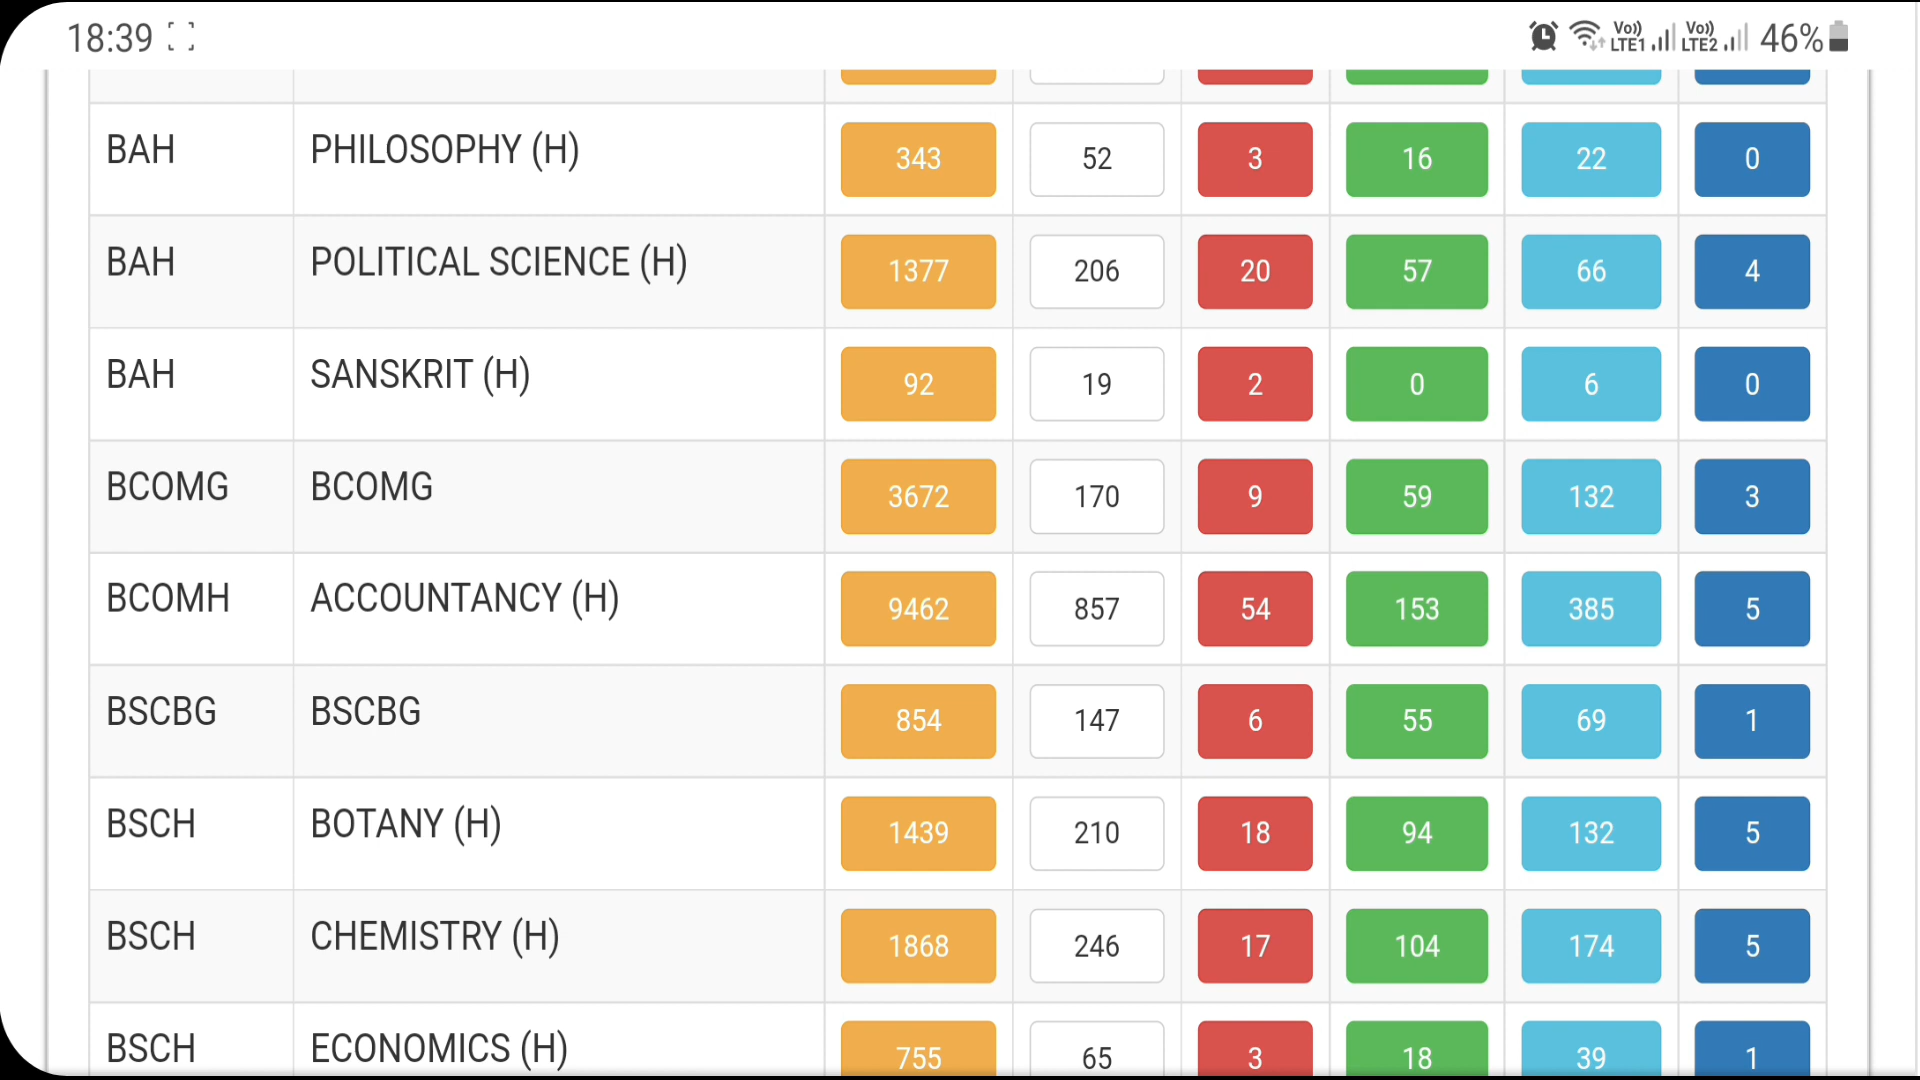 18:39 Vo)) LTE1 Vo)) LTE2 46%
BAH PHILOSOPHY (H) 343 52 3 16 22 0
BAH POLITICAL SCIENCE (H) 1377 206 20 57 66 4
BAH SANSKRIT (H) 92 19 2 0 6 0
BCOMG BCOMG 3672 170 9 59 132 3
BCOMH ACCOUNTANCY (H) 9462 857 54 153 385 5
BSCBG BSCBG 854 147 6 55 69 1
BSCH BOTANY (H) 1439 210 18 94 132 5
BSCH CHEMISTRY (H) 1868 246 17 104 174 5
BSCH ECONOMICS (H) 755 65 3 18 39 1